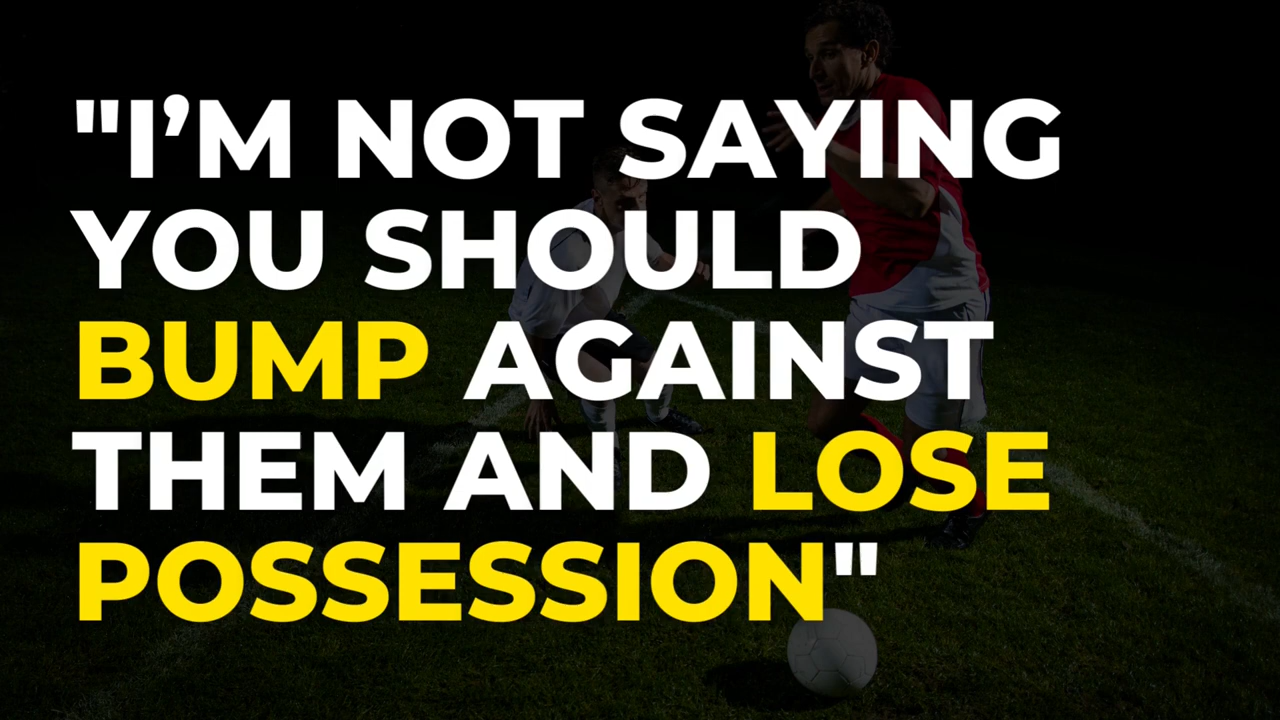 "I’M NOT SAYING
YOU SHOULD
BUMP AGAINST
THEM AND LOSE
POSSESSION"